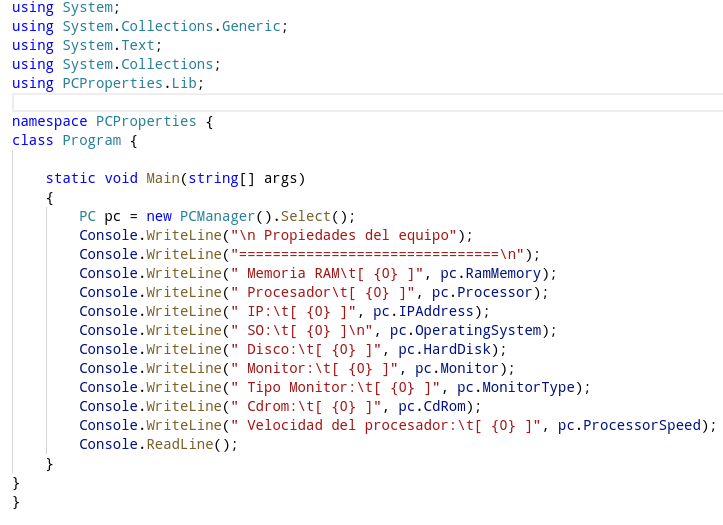 using System;
using System.Collections.Generic;
using System.Text;
using System.Collections;
using PCProperties.Lib;
namespace PCProperties {
class Program {
static void Main(string[] args)
{
PC pc = new PCManager().Select();
Console.WriteLine("\n Propiedades del equipo");
Console.WriteLine("===============================\n");
Console.WriteLine(" Memoria RAM\t[ {0} ]", pc.RamMemory);
Console.WriteLine(" Procesador\t[ {0} ]", pc.Processor);
Console.WriteLine(" IP:\t[ {0} ]", pc.IPAddress);
Console.WriteLine(" SO:\t[ {0} ]\n", pc.OperatingSystem);
Console.WriteLine(" Disco:\t[ {0} ]", pc.HardDisk);
Console.WriteLine(" Monitor:\t[ {0} ]", pc.Monitor);
Console.WriteLine(" Tipo Monitor:\t[ {0} ]", pc.MonitorType);
Console.WriteLine(" Cdrom:\t[ {0} ]", pc.CdRom);
Console.WriteLine(" Velocidad del procesador:\t[ {0} ]", pc.ProcessorSpeed);
Console.ReadLine();
}
}
}